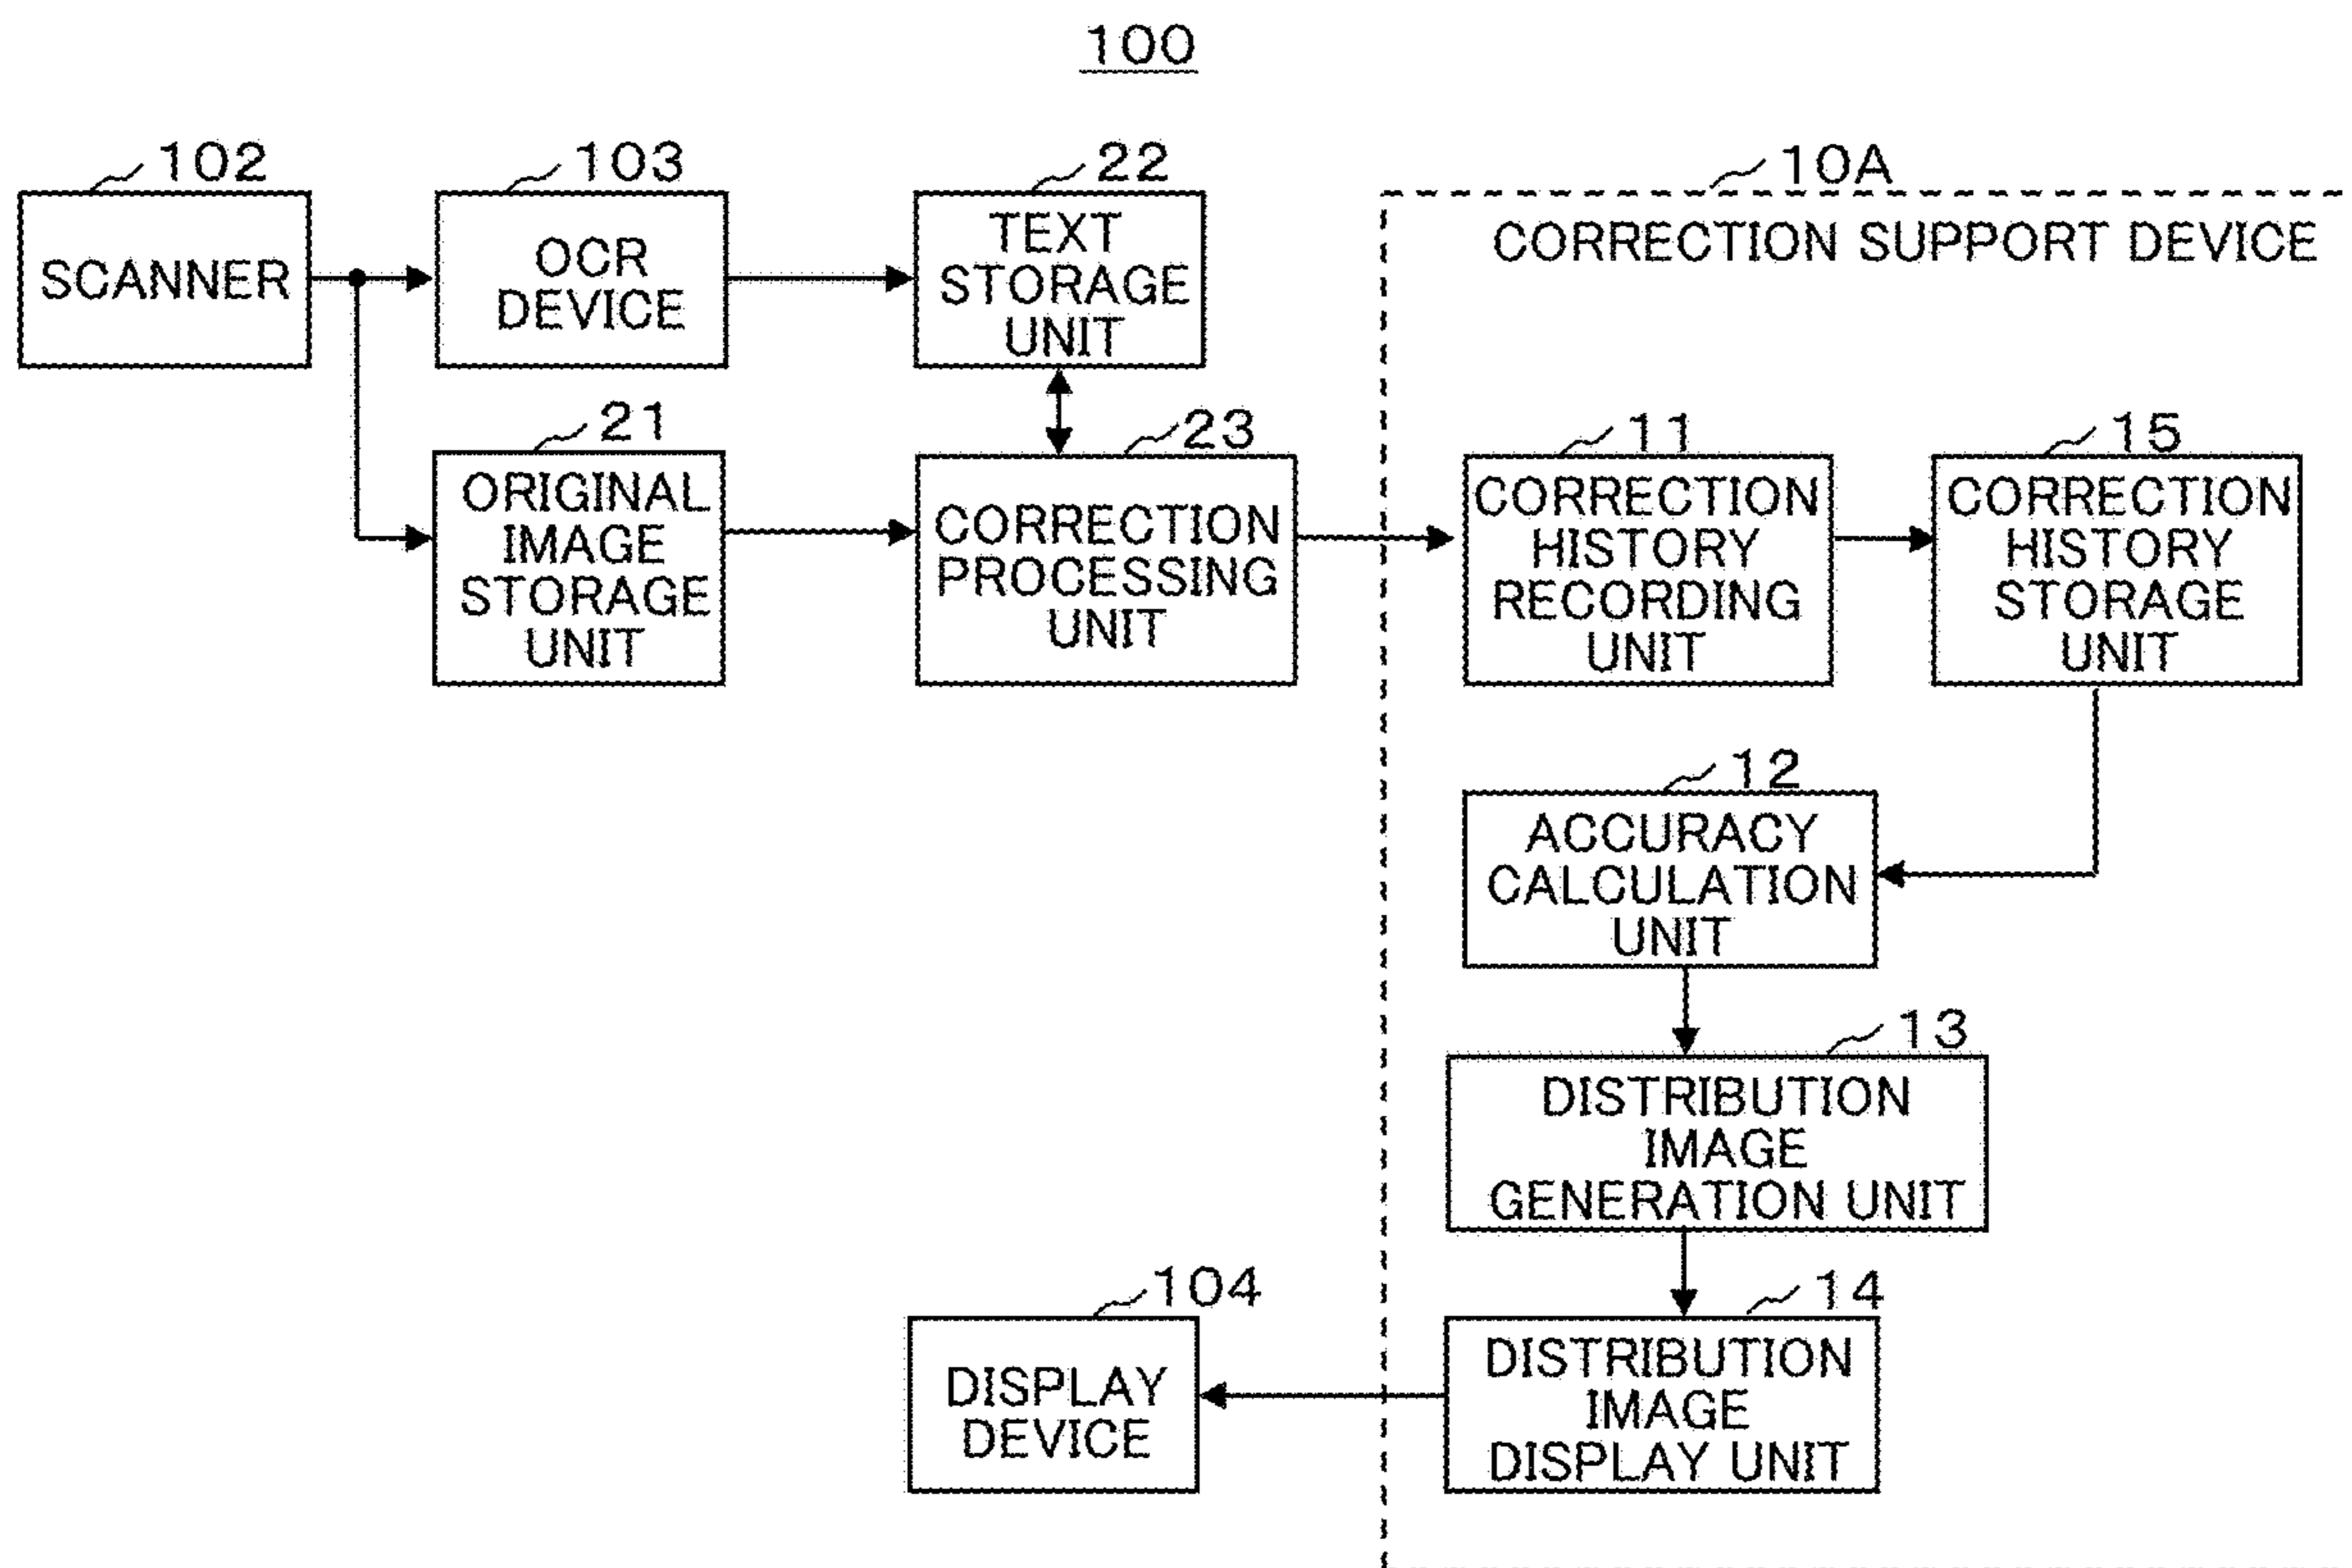 100
102
SCANNER
103
OCR
DEVICE
22
TEXT
STORAGE
UNIT
10A
CORRECTION SUPPORT DEVICE
21
ORIGINAL
IMAGE
STORAGE
UNIT
23
CORRECTION
PROCESSING
UNIT
11
CORRECTION
HISTORY
RECORDING
UNIT
15
CORRECTION
HISTORY
STORAGE
UNIT
12
ACCURACY
CALCULATION
UNIT
13
DISTRIBUTION
IMAGE
GENERATION UNIT
104
DISPLAY
DEVICE
14
DISTRIBUTION
IMAGE
DISPLAY UNIT